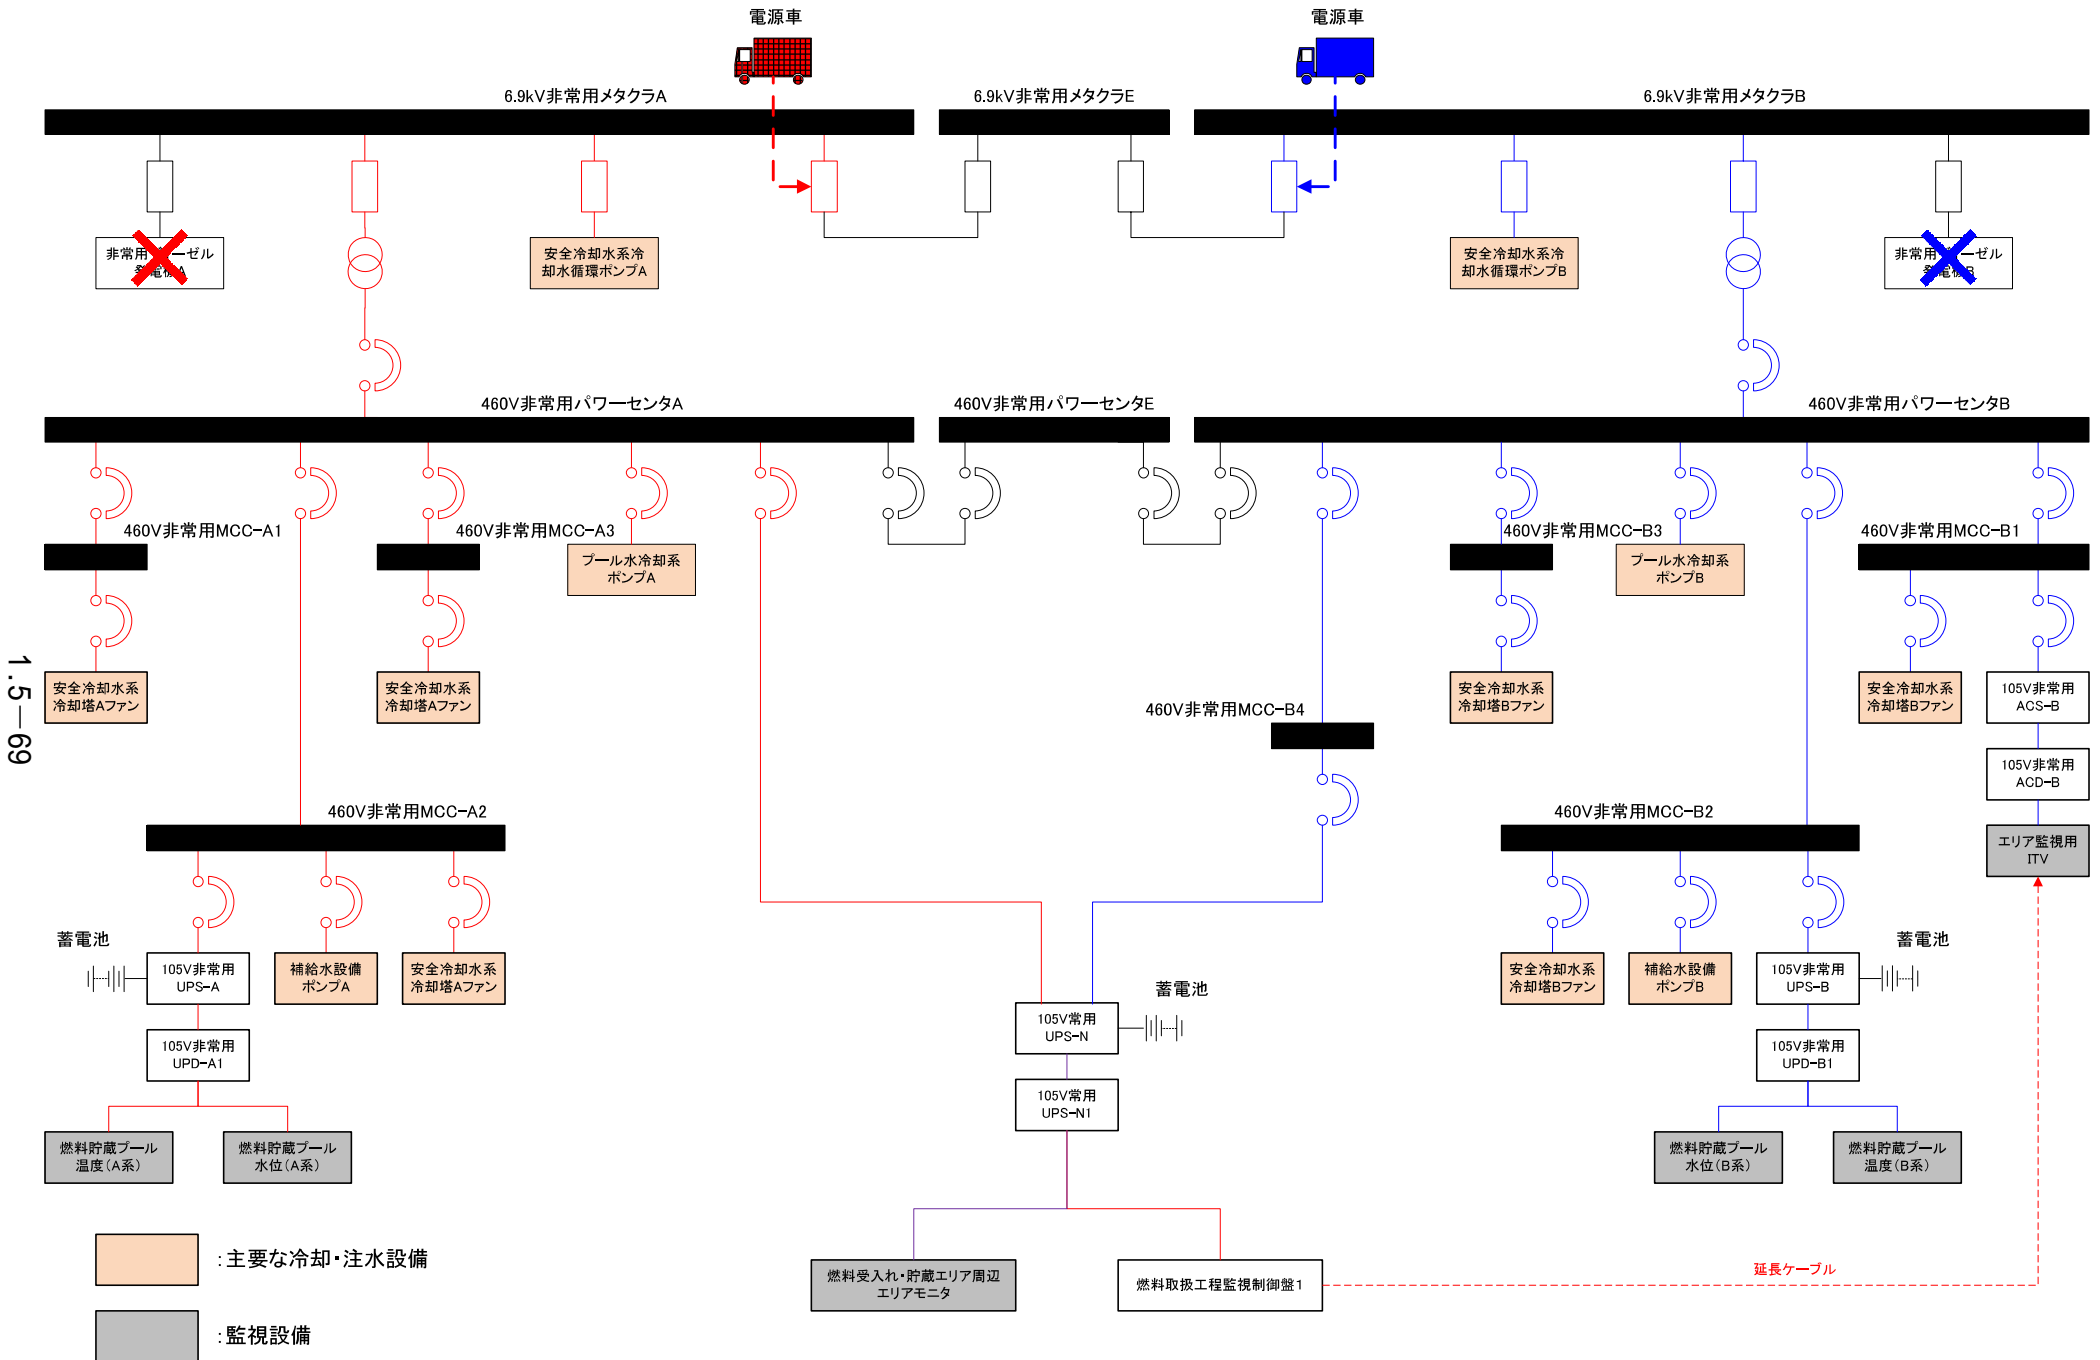 電源車
電源車
6.9kV非常用メタクラA
6.9kV非常用メタクラE
6.9kV非常用メタクラB
安全冷却水系冷
却水循環ポンプA
安全冷却水系冷
却水循環ポンプB
460V非常用パワーセンタA
460V非常用パワーセンタE
460V非常用パワーセンタB
460V非常用MCC-A1
460V非常用MCC-A3
プール水冷却系
ポンプA
460V非常用MCC-B3
プール水冷却系
ポンプB
460V非常用MCC-B1
安全冷却水系
冷却塔Aファン
安全冷却水系
冷却塔Aファン
安全冷却水系
冷却塔Bファン
安全冷却水系
冷却塔Bファン
105V非常用
ACS-B
460V非常用MCC-B4
105V非常用
ACD-B
460V非常用MCC-A2
460V非常用MCC-B2
エリア監視用
ITV
蓄電池
105V非常用
UPS-A
補給水設備
ポンプA
安全冷却水系
冷却塔Aファン
蓄電池
105V常用
UPS-N
安全冷却水系
冷却塔Bファン
補給水設備
ポンプB
105V非常用
UPS-B
蓄電池
105V非常用
UPD-A1
105V常用
UPS-N1
105V非常用
UPD-B1
燃料貯蔵プール
温度(A系)
燃料貯蔵プール
水位(A系)
燃料貯蔵プール
水位(B系)
燃料貯蔵プール
温度(B系)
:主要な冷却・注水設備
燃料受入れ・貯蔵エリア周辺
エリアモニタ
燃料取扱工程監視制御盤1
延長ケーブル
:監視設備
1.5-69